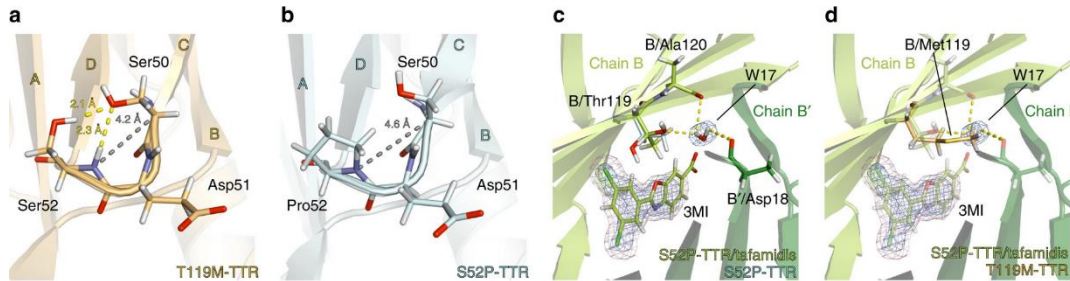 a
b
c
d
A
D
C
B
Ser50
2.1 Å
2.3 Å
4.2 Å
Ser52
Asp51
T119M-TTR
A
D
C
B
Ser50
4.6 Å
Pro52
Asp51
S52P-TTR
B/Ala120
Chain B
W17
B/Thr119
Chain B′
3MI
B′/Asp18
S52P-TTR/tafamidis
S52P-TTR
B/Met119
Chain B
W17
Chain
3MI
S52P-TTR/tafamidis
T119M-TTR